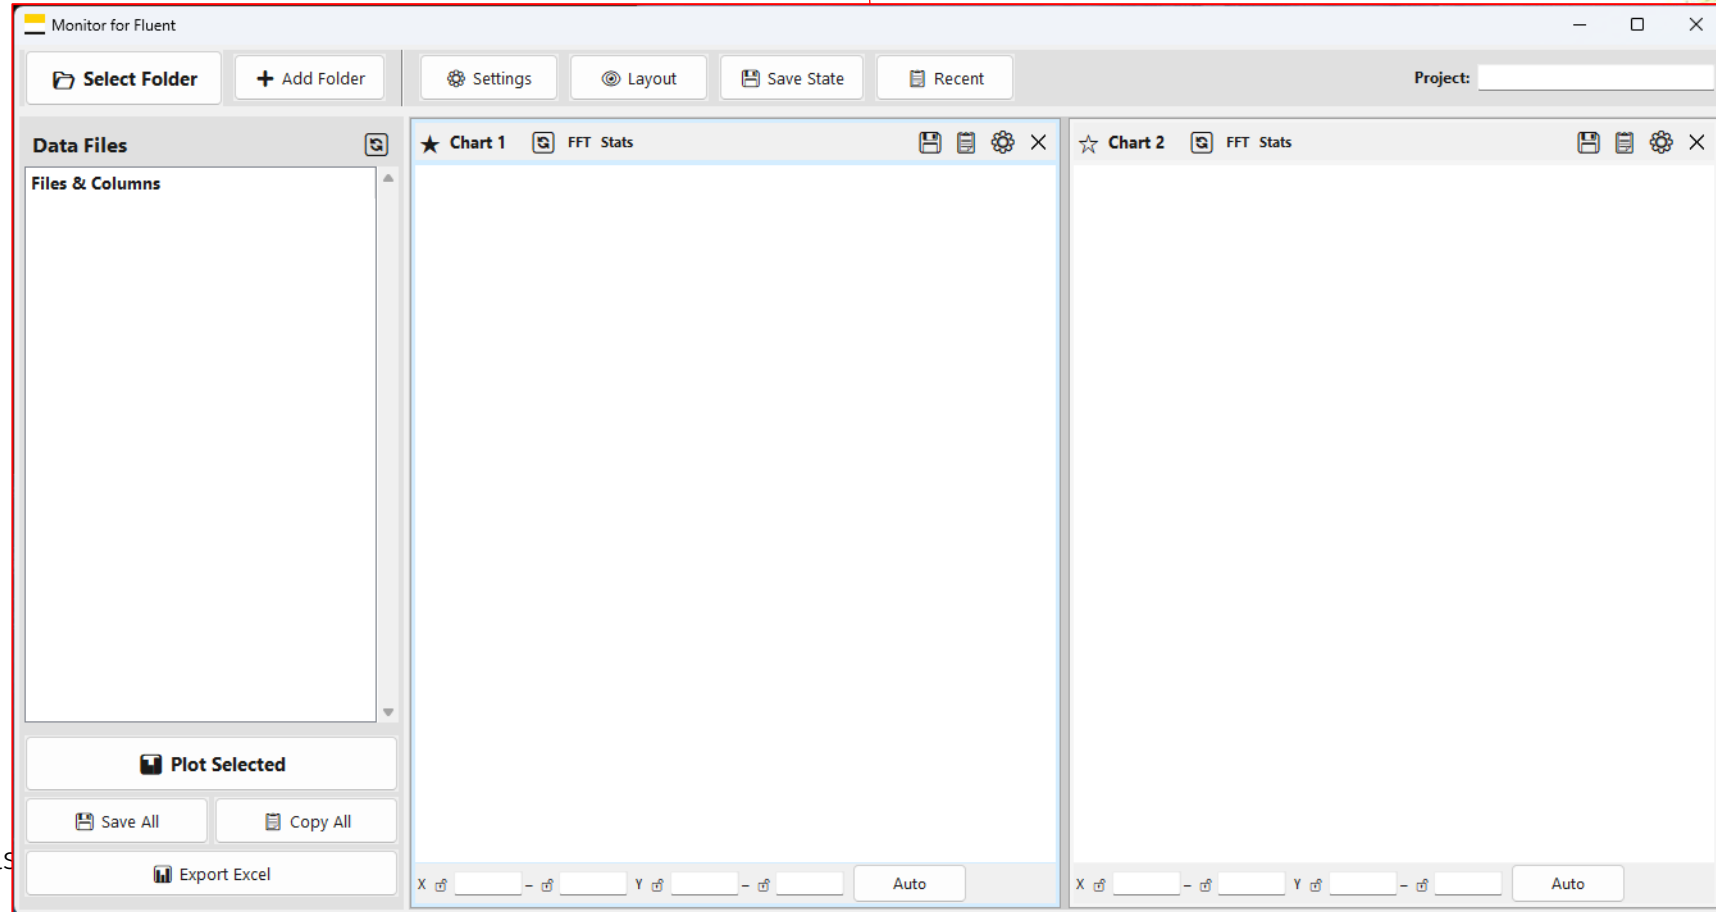 Monitor for Fluent
Select Folder
Add Folder
Settings
Layout
Save State
Recent
Project:
Data Files
Files & Columns
Plot Selected
Save All
Copy All
Export Excel
Chart 1 FFT Stats
X – Y – Auto
Chart 2 FFT Stats
X – Y – Auto